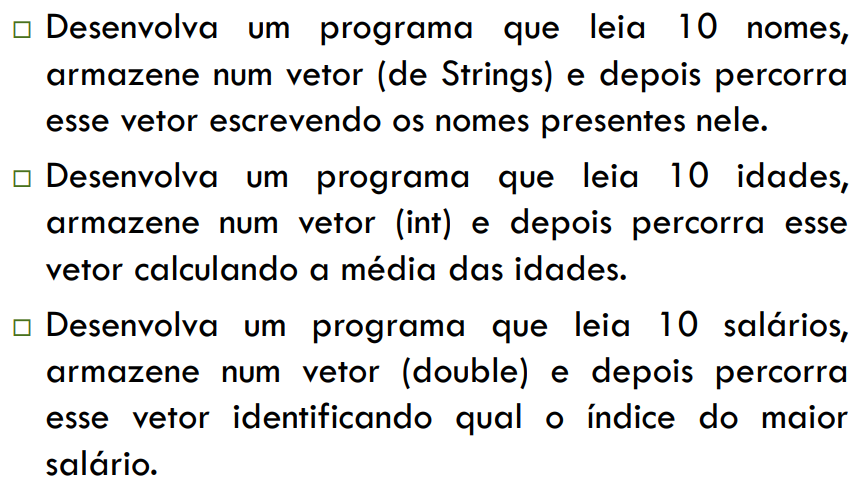 Desenvolva um programa que leia 10 nomes,
armazene num vetor (de Strings) e depois percorra
esse vetor escrevendo os nomes presentes nele.
Desenvolva um programa que leia 10 idades,
armazene num vetor (int) e depois percorra esse
vetor calculando a média das idades.
Desenvolva um programa que leia 10 salários,
armazene num vetor (double) e depois percorra
esse vetor identificando qual o índice do maior
salário.